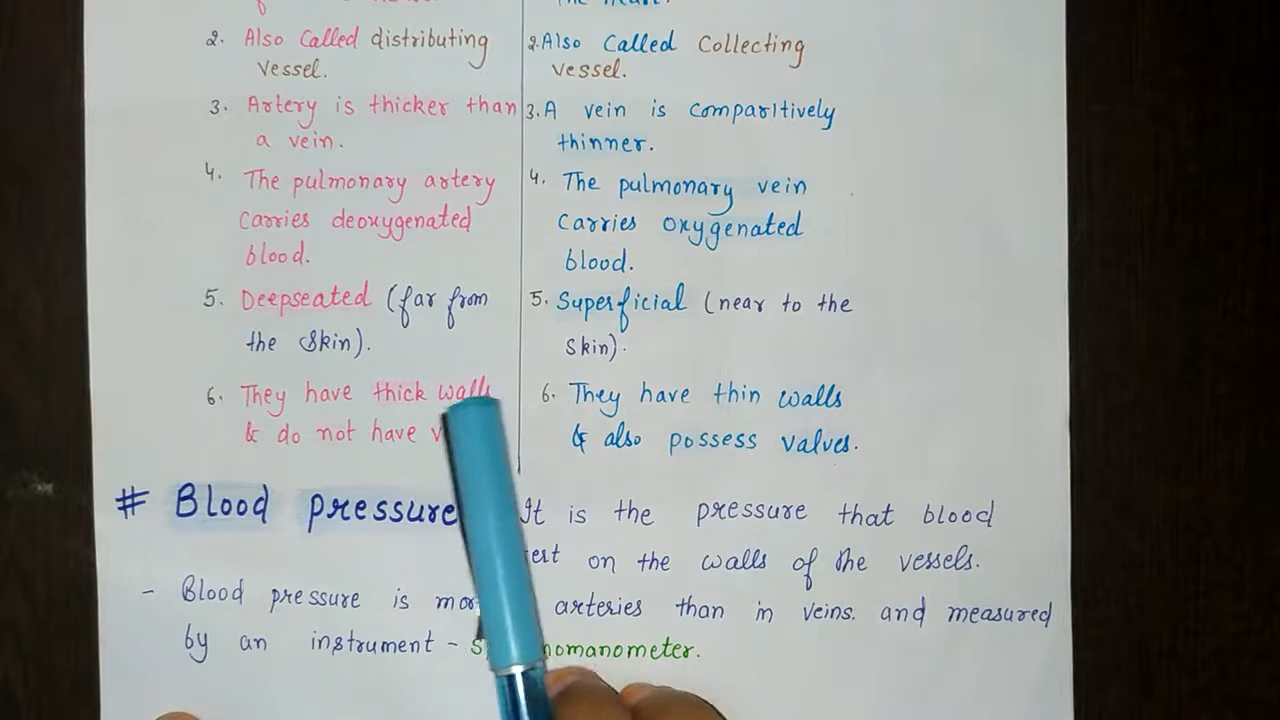 2. Also Called distributing
vessel.
3. Artery is thicker than
a vein.
4. The pulmonary artery
carries deoxygenated
blood.
5. Deepseated (far from
the Skin).
6. They have thick walls
& do not have
2. Also Called Collecting
vessel.
3. A vein is comparitively
thinner.
4. The pulmonary vein
carries oxygenated
blood.
5. Superficial (near to the
skin).
6. They have thin walls
& also possess valves.
# Blood pressure It is the pressure that blood
on the walls of the vessels.
- Blood pressure is arteries than in veins. and measured
by an instrument -